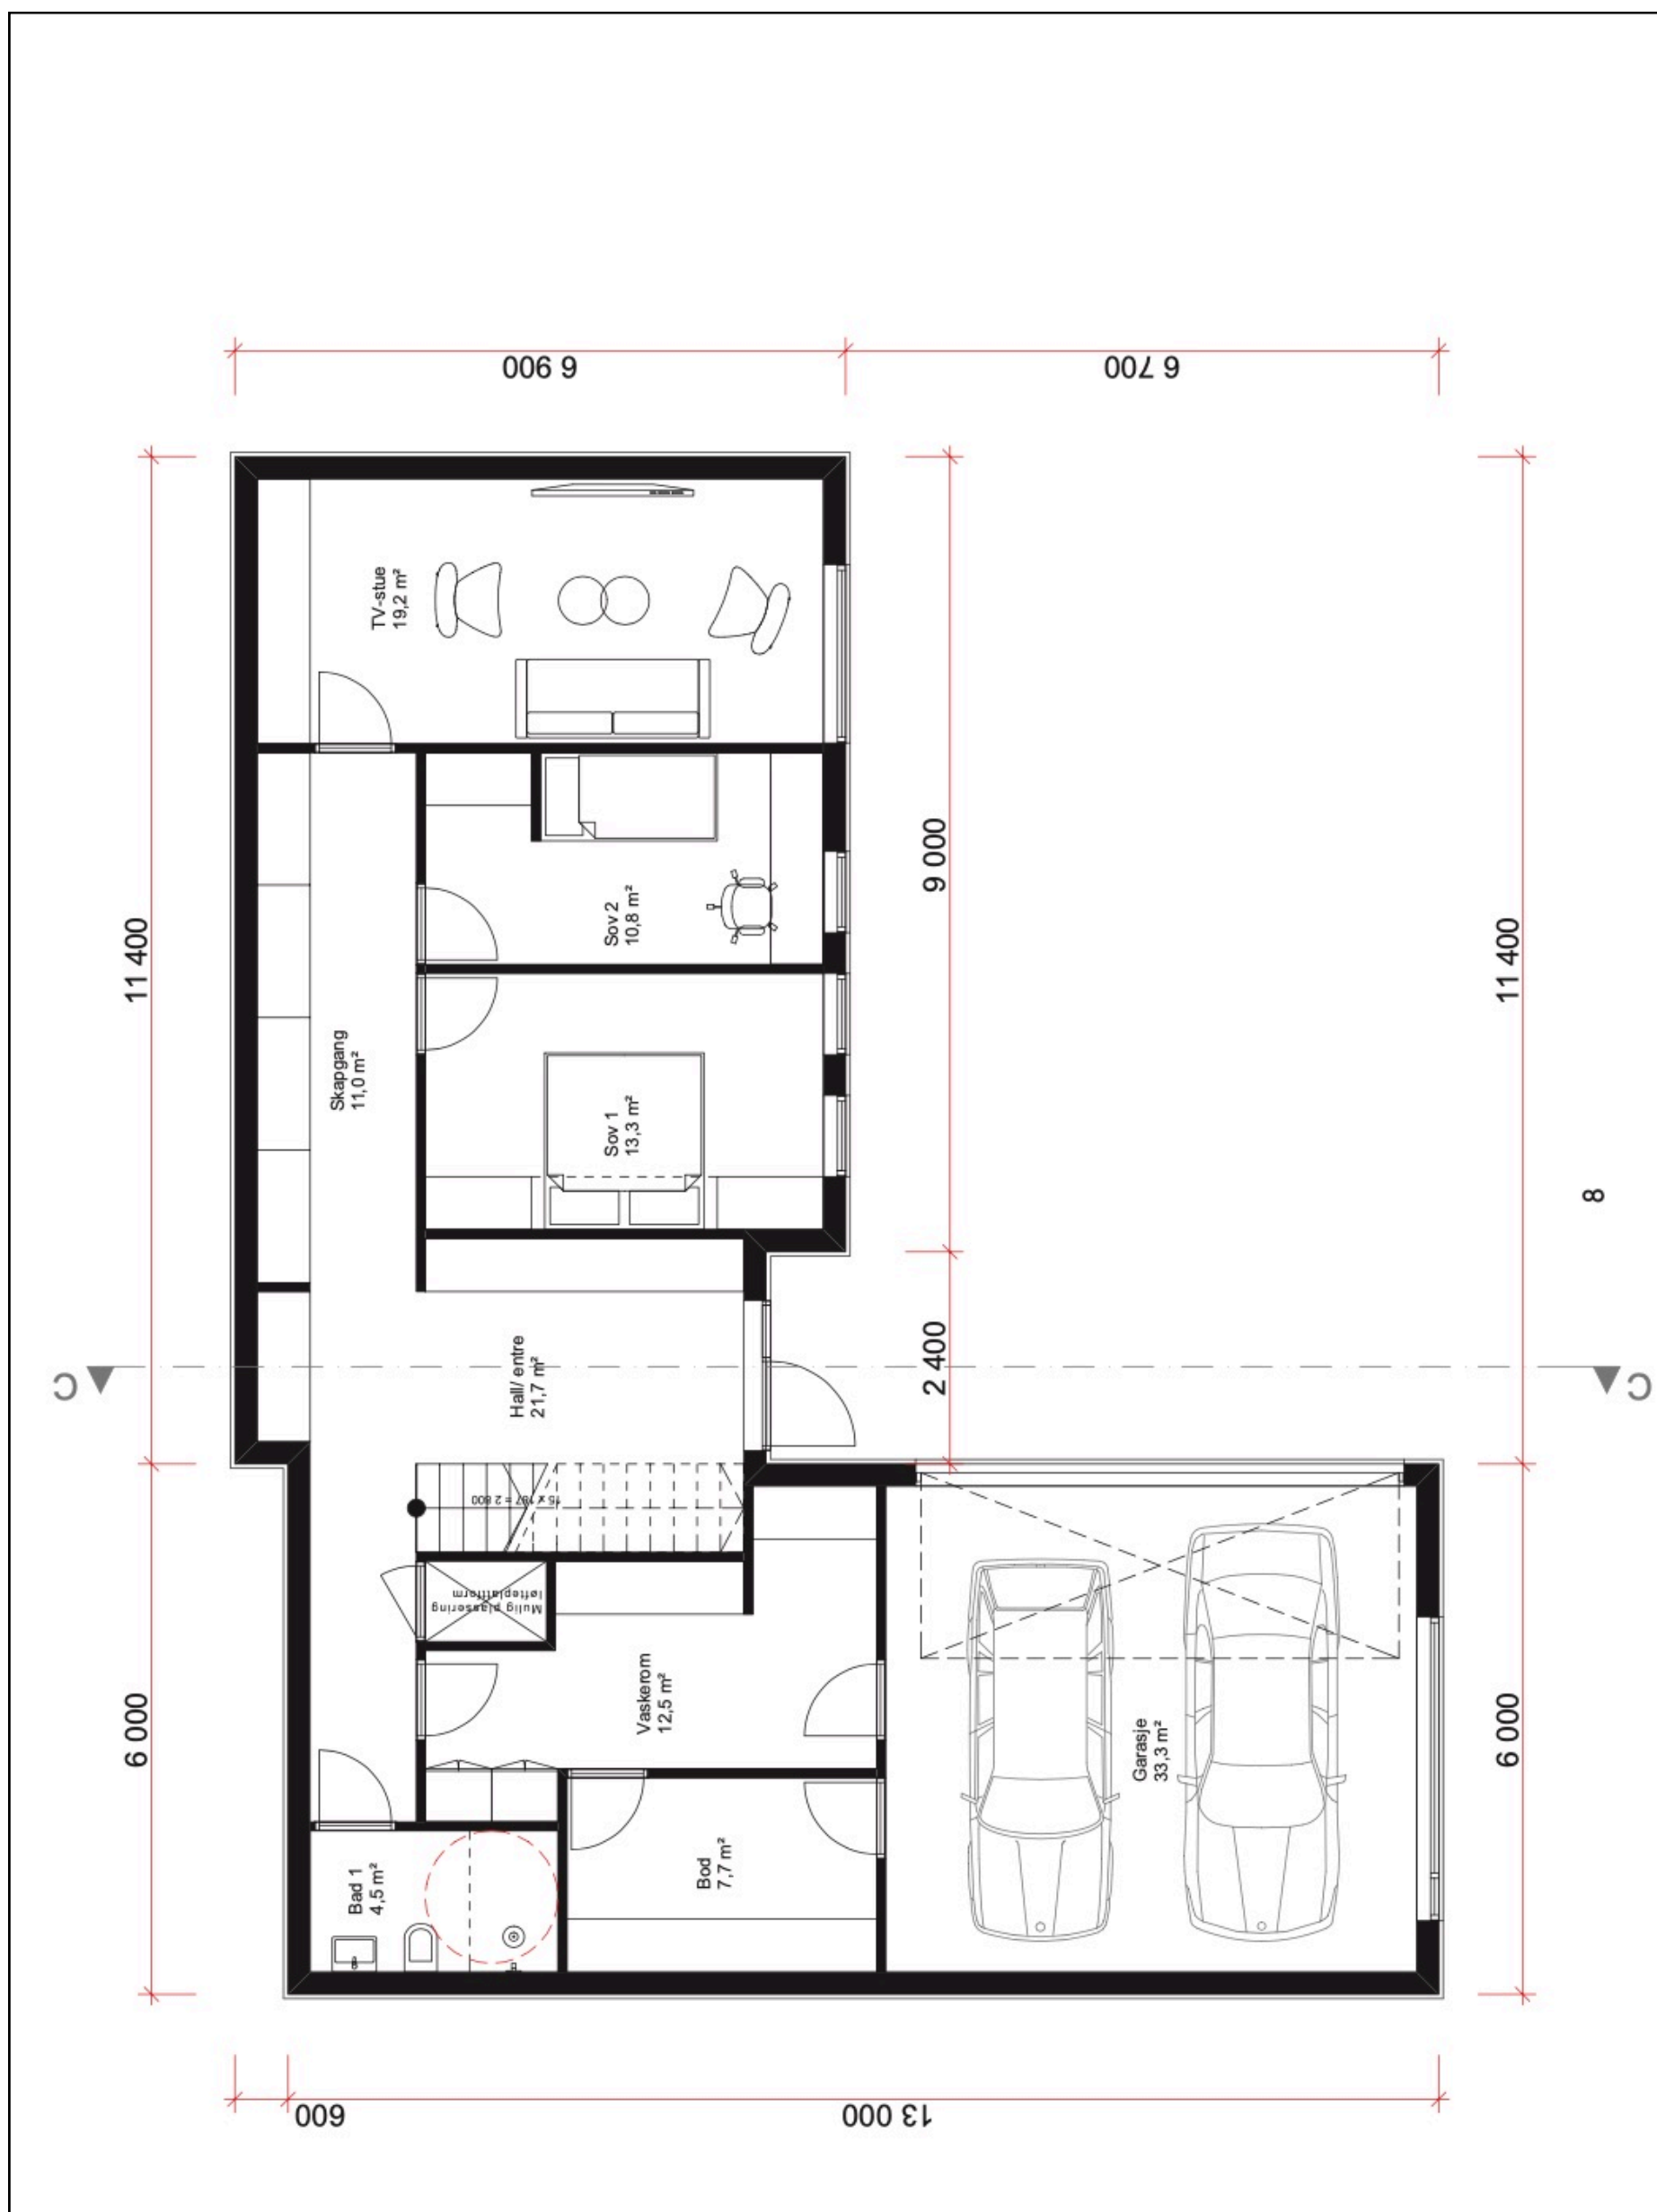 6 900
6 700
11 400
9 000
2 400
11 400
6 000
6 000
600
13 000
8
C
C
TV-stue
19,2 m²
Skapgang
11,0 m²
Sov 2
10,8 m²
Sov 1
13,3 m²
Hall/ entre
21,7 m²
15 x 187 = 2 800
Mulig plassering
løfteplattform
Vaskerom
12,5 m²
Bad 1
4,5 m²
Bod
7,7 m²
Garasje
33,3 m²